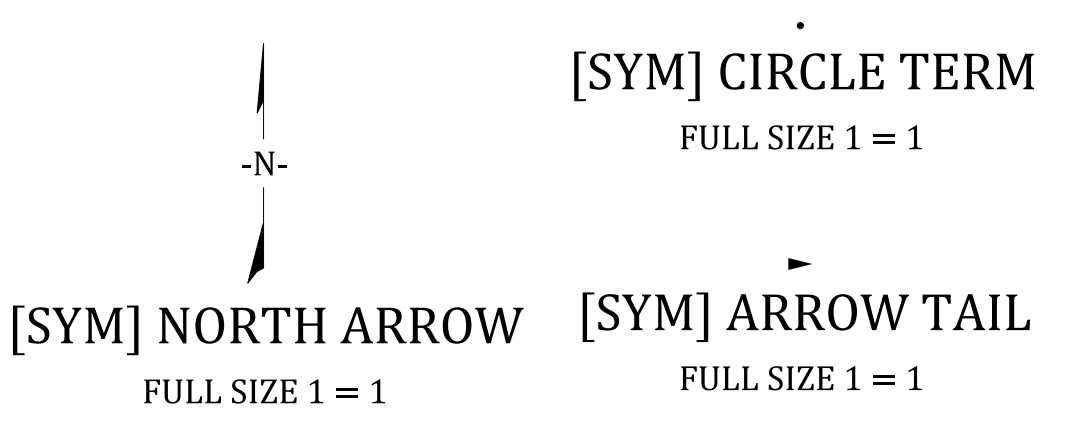 -N-
[SYM] NORTH ARROW
FULL SIZE 1 = 1
[SYM] CIRCLE TERM
FULL SIZE 1 = 1
[SYM] ARROW TAIL
FULL SIZE 1 = 1